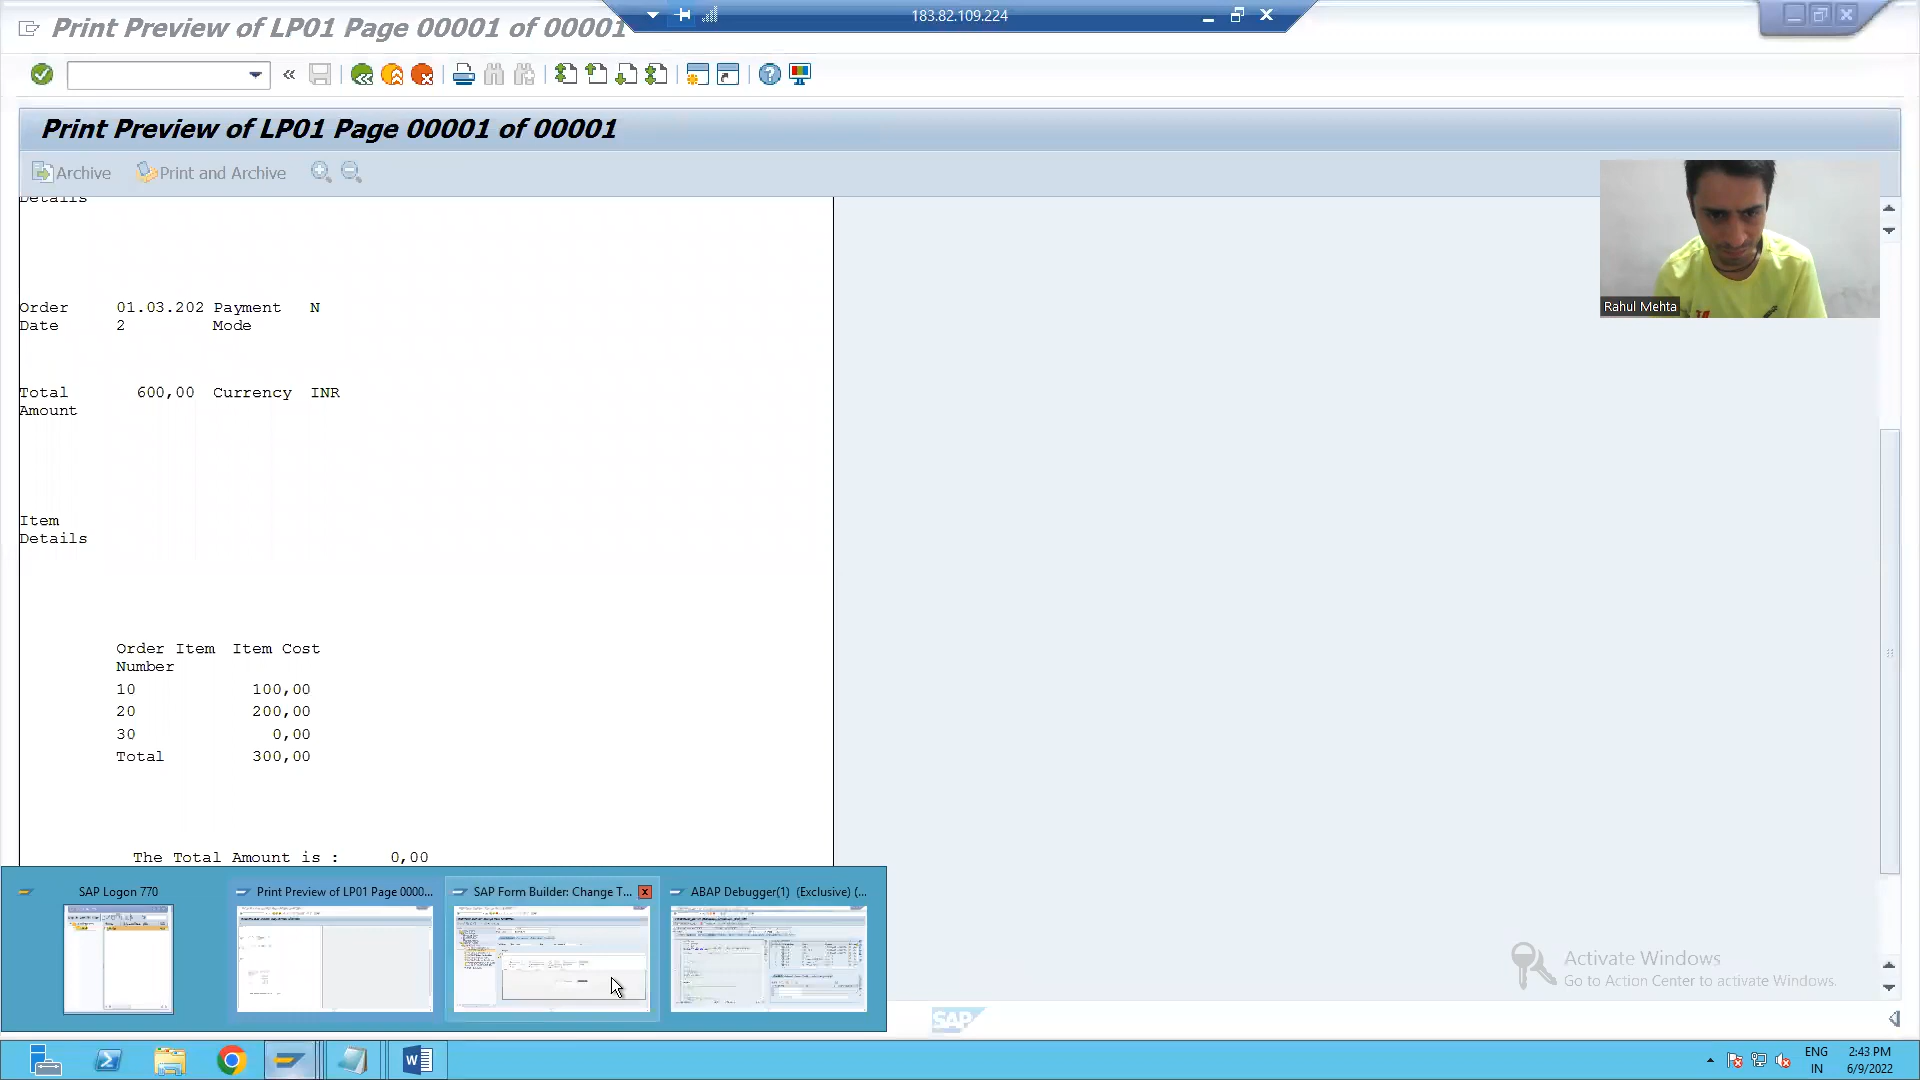 Print Preview of LP01 Page 00001 of 00001
183.82.109.224
Print Preview of LP01 Page 00001 of 00001
Archive Print and Archive
Details
Order 01.03.202 Payment N
Date 2 Mode
Total 600,00 Currency INR
Amount
Item
Details
Order Item Item Cost
Number
10 100,00
20 200,00
30 0,00
Total 300,00
The Total Amount is : 0,00
Rahul Mehta
SAP Logon 770
Print Preview of LP01 Page 0000...
SAP Form Builder: Change T...
ABAP Debugger(1) (Exclusive) (...
Activate Windows
Go to Action Center to activate Windows.
SAP
ENG 2:43 PM
IN 6/9/2022